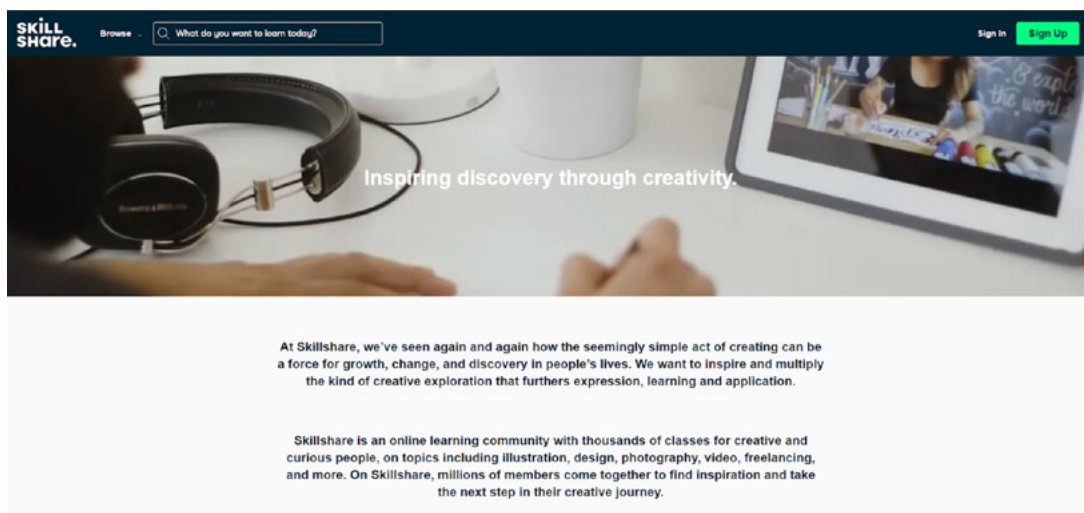 SKILL
SHare.
Browse
What do you want to learn today?
Sign In
Sign Up
& explo
the worl
Bowers & Wilkins
Inspiring discovery through creativity.
At Skillshare, we've seen again and again how the seemingly simple act of creating can be
a force for growth, change, and discovery in people's lives. We want to inspire and multiply
the kind of creative exploration that furthers expression, learning and application.
Skillshare is an online learning community with thousands of classes for creative and
curious people, on topics including illustration, design, photography, video, freelancing,
and more. On Skillshare, millions of members come together to find inspiration and take
the next step in their creative journey.